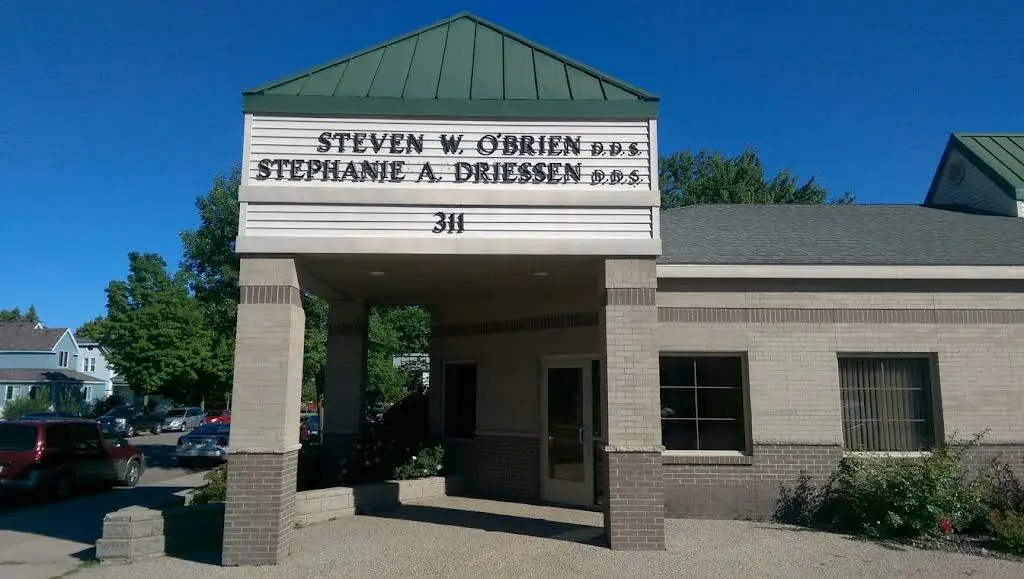 STEVEN W. O'BRIEN D.D.S.
STEPHANIE A. DRIESSEN D.D.S.
311